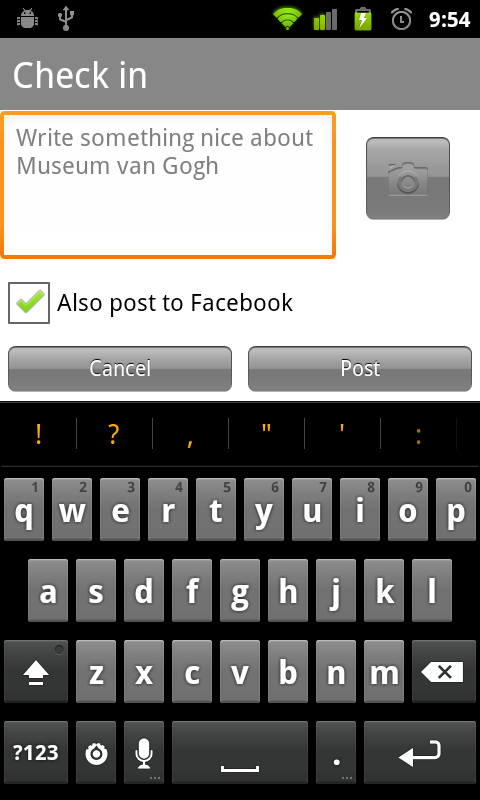 9:54
Check in
Write something nice about
Museum van Gogh
Also post to Facebook
Cancel Post
! ? , " ' :
1 2 3 4 5 6 7 8 9 0
q w e r t y u i o p
a s d f g h j k l
z x c v b n m
?123 . ...